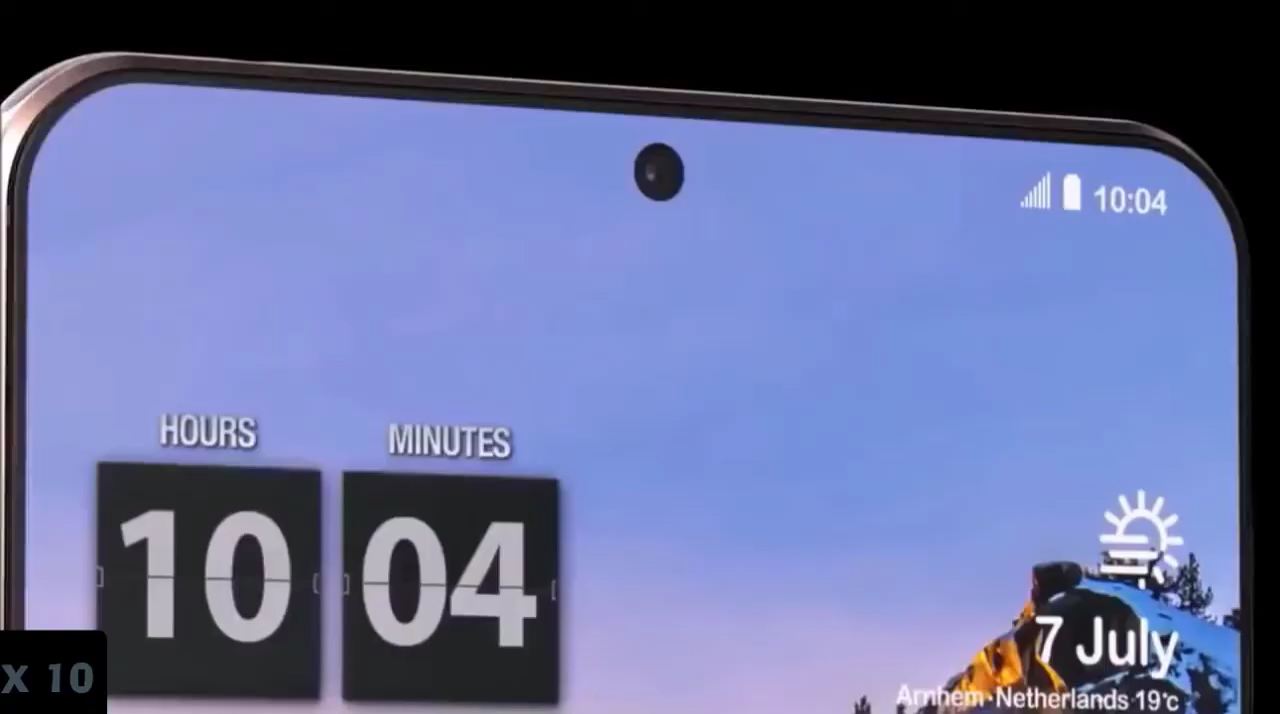 10:04
HOURS
MINUTES
10
04
7 July
Arnhem·Netherlands 19°c
X 10